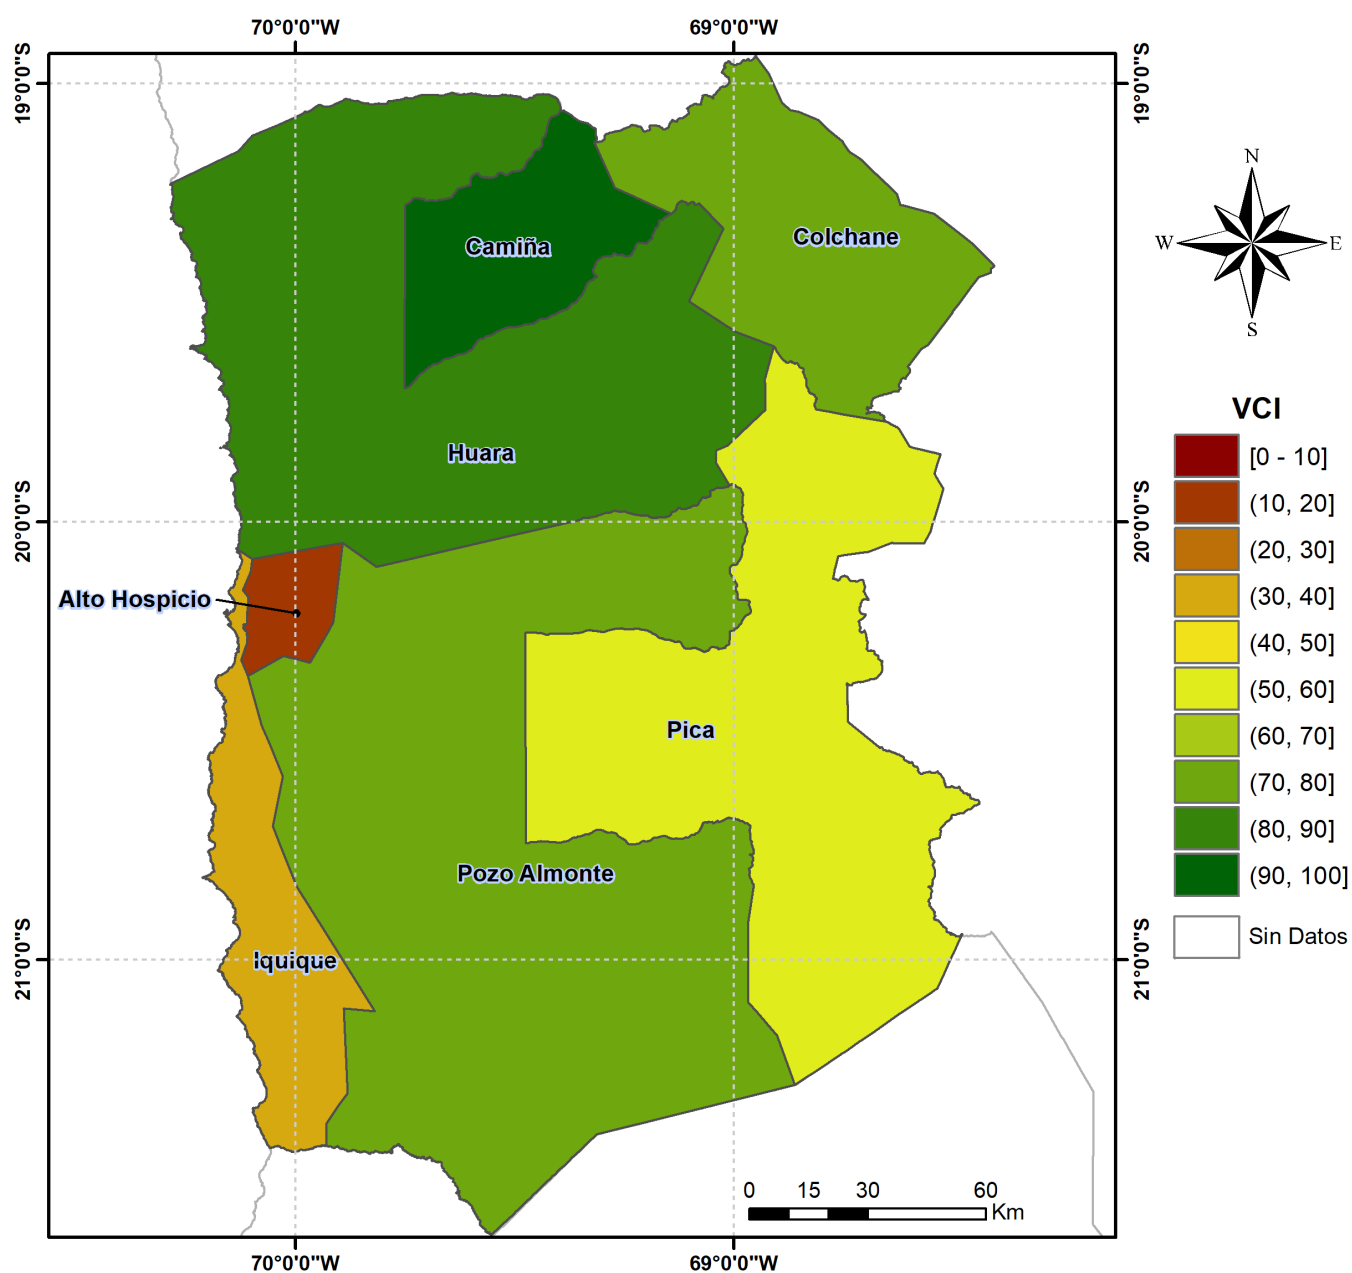 70°0'0"W
69°0'0"W
19°0'0"S
19°0'0"S
N
W
E
S
Camiña
Colchane
VCI
[0 - 10]
(10, 20]
(20, 30]
(30, 40]
(40, 50]
(50, 60]
(60, 70]
(70, 80]
(80, 90]
(90, 100]
Sin Datos
Huara
20°0'0"S
20°0'0"S
Alto Hospicio
Pica
Pozo Almonte
Iquique
21°0'0"S
21°0'0"S
0 15 30 60
Km
70°0'0"W
69°0'0"W